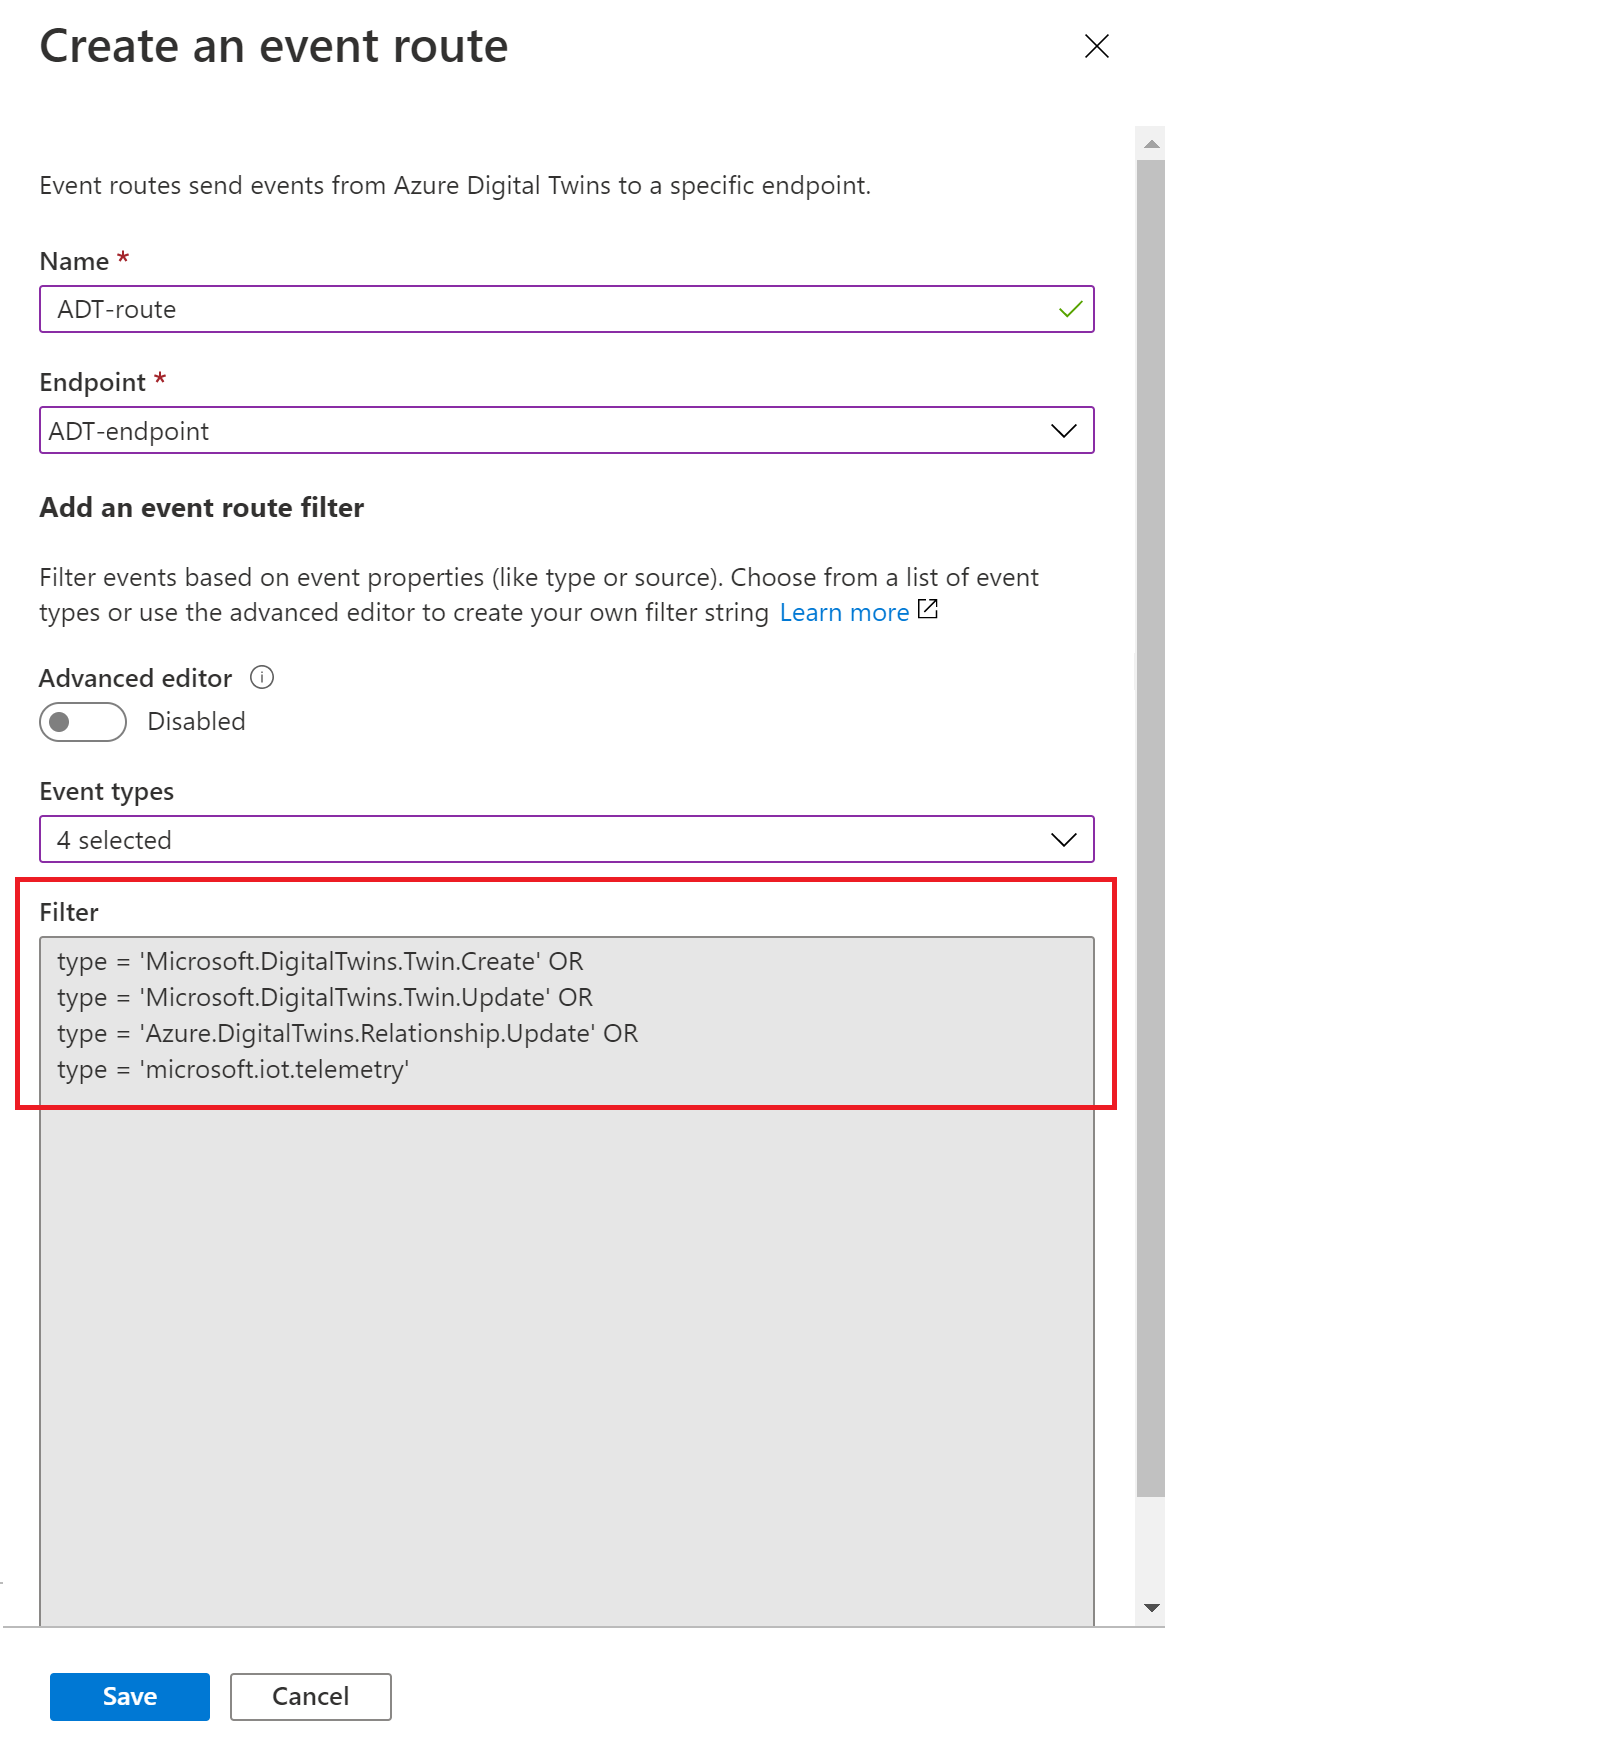 Create an event route
Event routes send events from Azure Digital Twins to a specific endpoint.
Name *
ADT-route
Endpoint *
ADT-endpoint
Add an event route filter
Filter events based on event properties (like type or source). Choose from a list of event
types or use the advanced editor to create your own filter string Learn more
Advanced editor
Disabled
Event types
4 selected
Filter
type = 'Microsoft.DigitalTwins.Twin.Create' OR
type = 'Microsoft.DigitalTwins.Twin.Update' OR
type = 'Azure.DigitalTwins.Relationship.Update' OR
type = 'microsoft.iot.telemetry'
Save Cancel